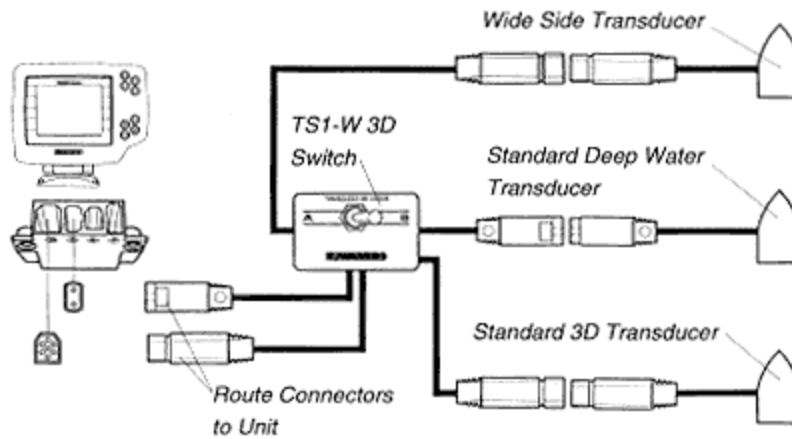 Wide Side Transducer
TS1-W 3D
Switch
Standard Deep Water
Transducer
A
B
Standard 3D Transducer
Route Connectors
to Unit